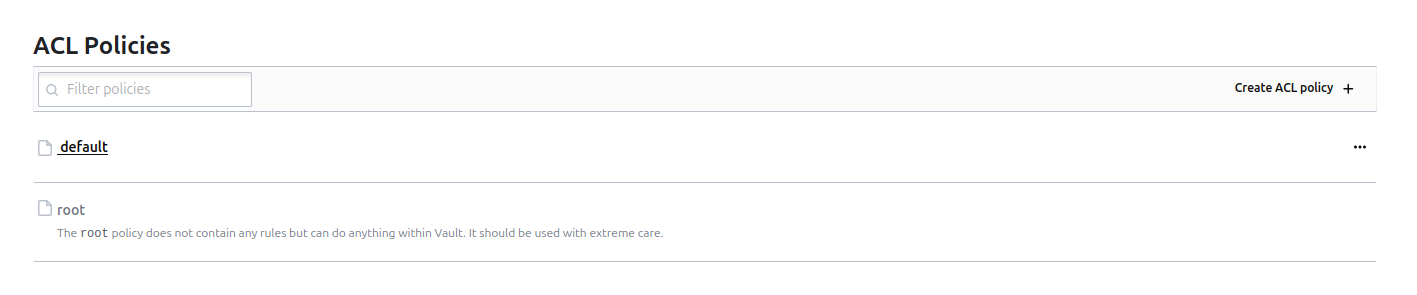 ACL Policies
Filter policies
Create ACL policy +
default
root
The root policy does not contain any rules but can do anything within Vault. It should be used with extreme care.